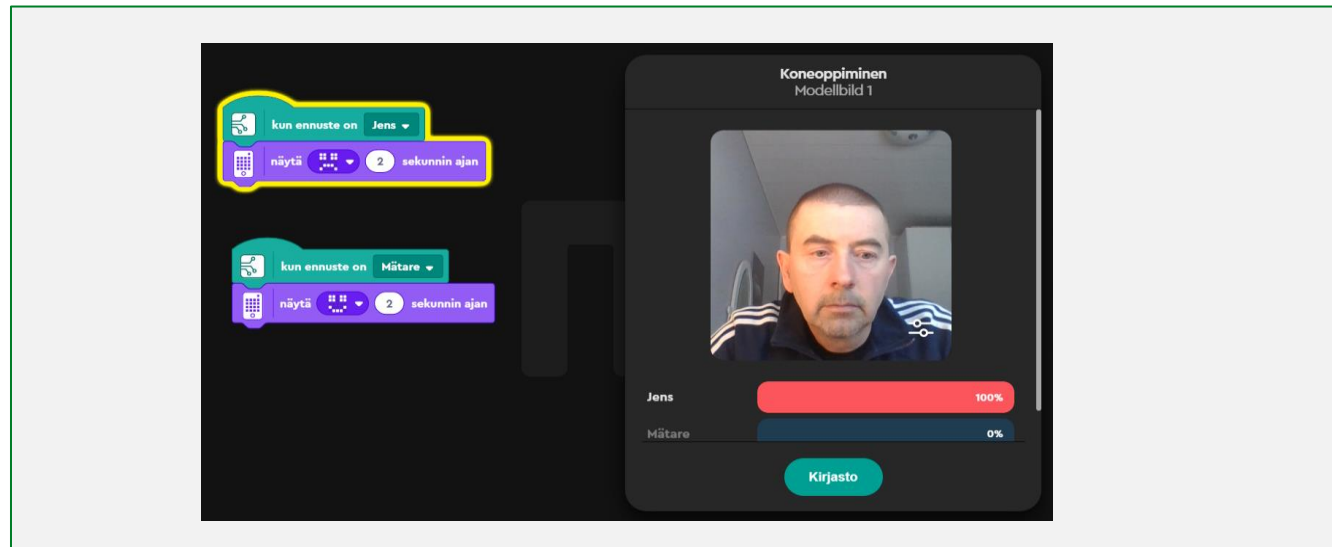 kun ennuste on Jens
näytä 2 sekunnin ajan
kun ennuste on Mätare
näytä 2 sekunnin ajan
Koneoppiminen
Modellbild 1
Jens 100%
Mätare 0%
Kirjasto